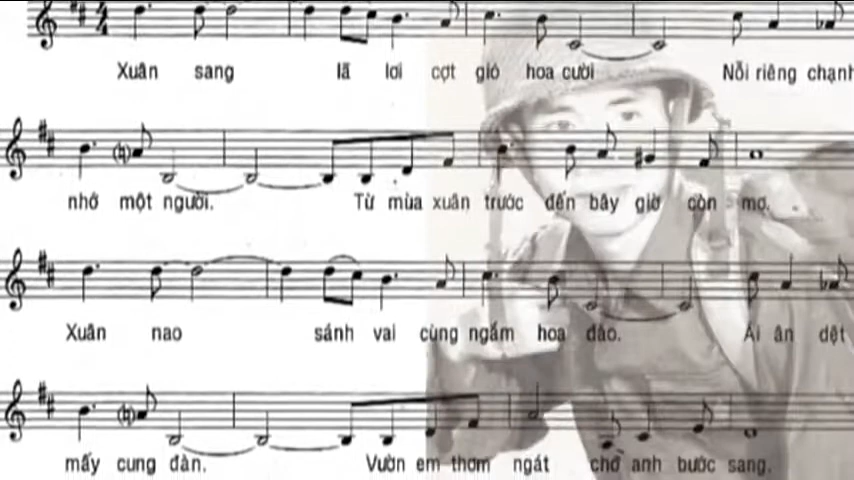 Xuân sang lã lơi cợt gió hoa cười Nỗi riêng chạnh
nhớ một người. Từ mùa xuân trước đến bây giờ còn mơ.
Xuân nao sánh vai cùng ngắm hoa đào. Ái ân dệt
mấy cung đàn. Vườn em thơm ngát chờ anh bước sang.